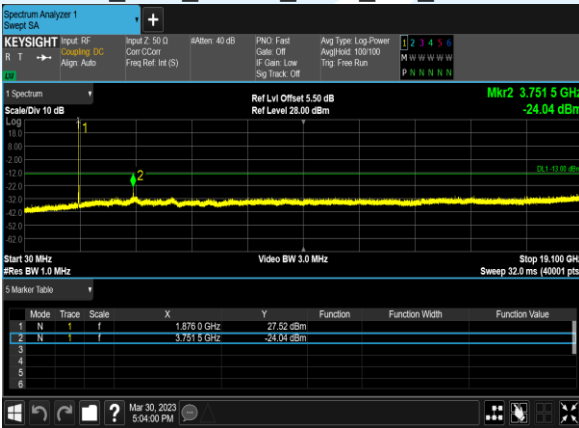 Spectrum Analyzer 1
Swept SA
+
KEYSIGHT Input: RF Input Z: 50 Ω #Atten: 40 dB PNO: Fast Avg Type: Log-Power 1 2 3 4 5 6
R T Coupling: DC Corr CCorr Gate: Off Avg|Hold: 100/100 M W W W W W
Align: Auto Freq Ref: Int (S) IF Gain: Low Trig: Free Run
LV Sig Track: Off P N N N N N
1 Spectrum Mkr2 3.751 5 GHz
Ref Lvl Offset 5.50 dB
Scale/Div 10 dB Ref Level 28.00 dBm -24.04 dBm
Log
1
18.0
8.00
-2.00
-12.0 2 DL1 -13.00 dBm
-22.0
-32.0
-42.0
-52.0
-62.0
Start 30 MHz Video BW 3.0 MHz Stop 19.100 GHz
#Res BW 1.0 MHz Sweep 32.0 ms (40001 pts)
5 Marker Table
Mode Trace Scale X Y Function Function Width Function Value
1 N 1 f 1.876 0 GHz 27.52 dBm
2 N 1 f 3.751 5 GHz -24.04 dBm
3
4
5
6
? Mar 30, 2023
5:04:00 PM